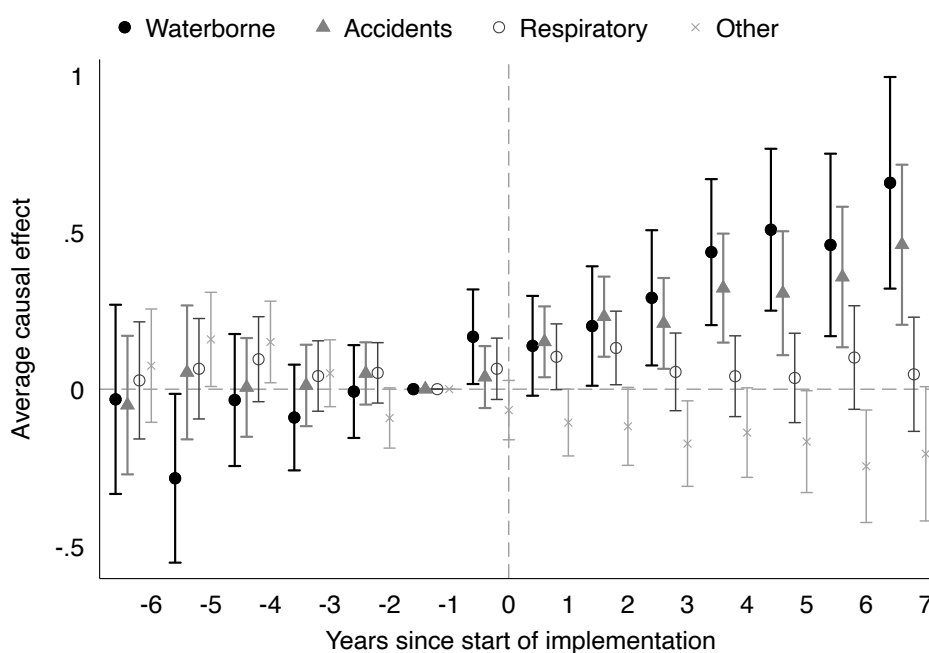 Waterborne Accidents Respiratory Other
1
.5
0
-.5
Average causal effect
-6 -5 -4 -3 -2 -1 0 1 2 3 4 5 6 7
Years since start of implementation